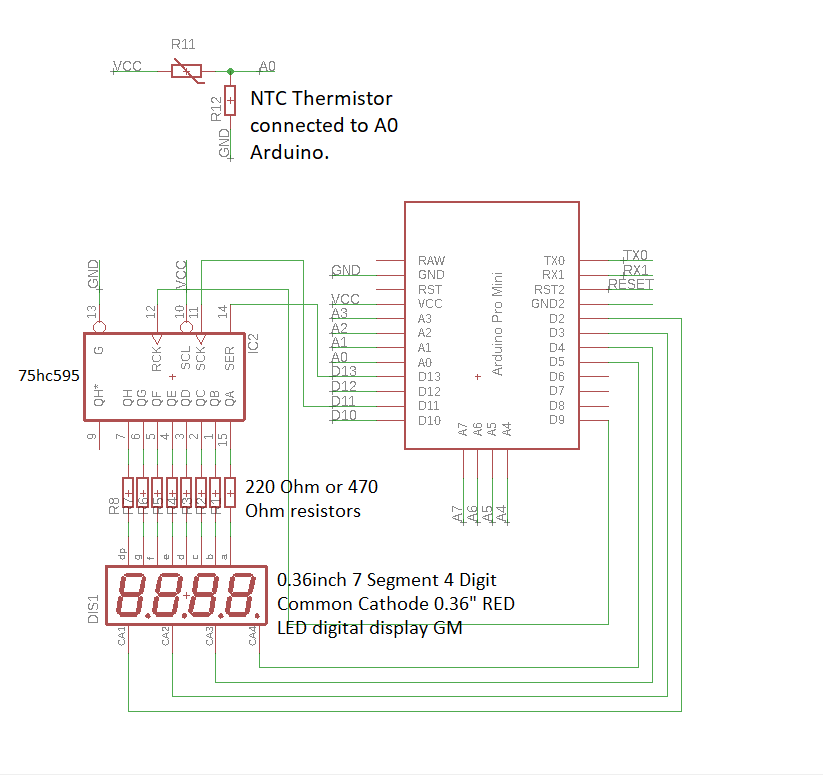 R11
VCC
A0
R12
GND
NTC Thermistor
connected to A0
Arduino.
GND
VCC
13
12
10
11
14
G
RCK
SCL
SCK
SER
IC2
75hc595
QH*
QH
QG
QF
QE
QD
QC
QB
QA
9
7
6
5
4
3
2
1
15
GND
VCC
A3
A2
A1
A0
D13
D12
D11
D10
RAW
GND
RST
VCC
A3
A2
A1
A0
D13
D12
D11
D10
Arduino Pro Mini
TX0
RX1
RST2
GND2
D2
D3
D4
D5
D6
D7
D8
D9
TX0
RX1
RESET
A7
A6
A5
A4
A7
A6
A5
A4
R8
R7
R6
R5
R4
R3
R2
R1
220 Ohm or 470
Ohm resistors
dp
g
f
e
d
c
b
a
DIS1
8.8.8.8.
CA1
CA2
CA3
CA4
0.36inch 7 Segment 4 Digit
Common Cathode 0.36" RED
LED digital display GM